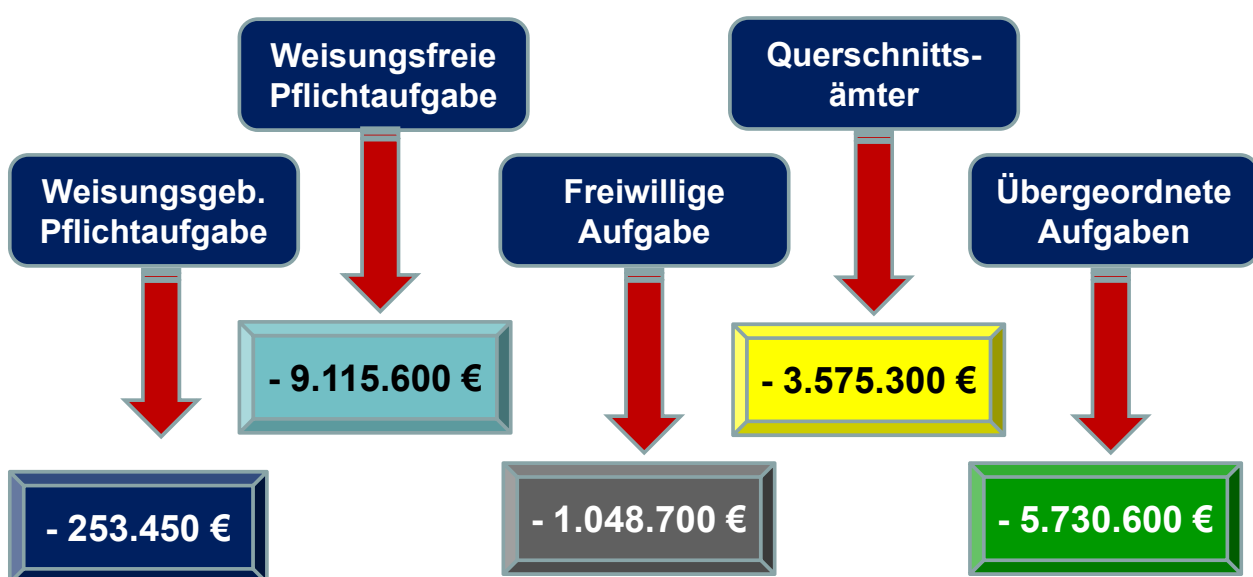 Weisungsfreie
Pflichtaufgabe
Querschnitts-
ämter
Weisungsgeb.
Pflichtaufgabe
Freiwillige
Aufgabe
Übergeordnete
Aufgaben
- 9.115.600 €
- 3.575.300 €
- 253.450 €
- 1.048.700 €
- 5.730.600 €